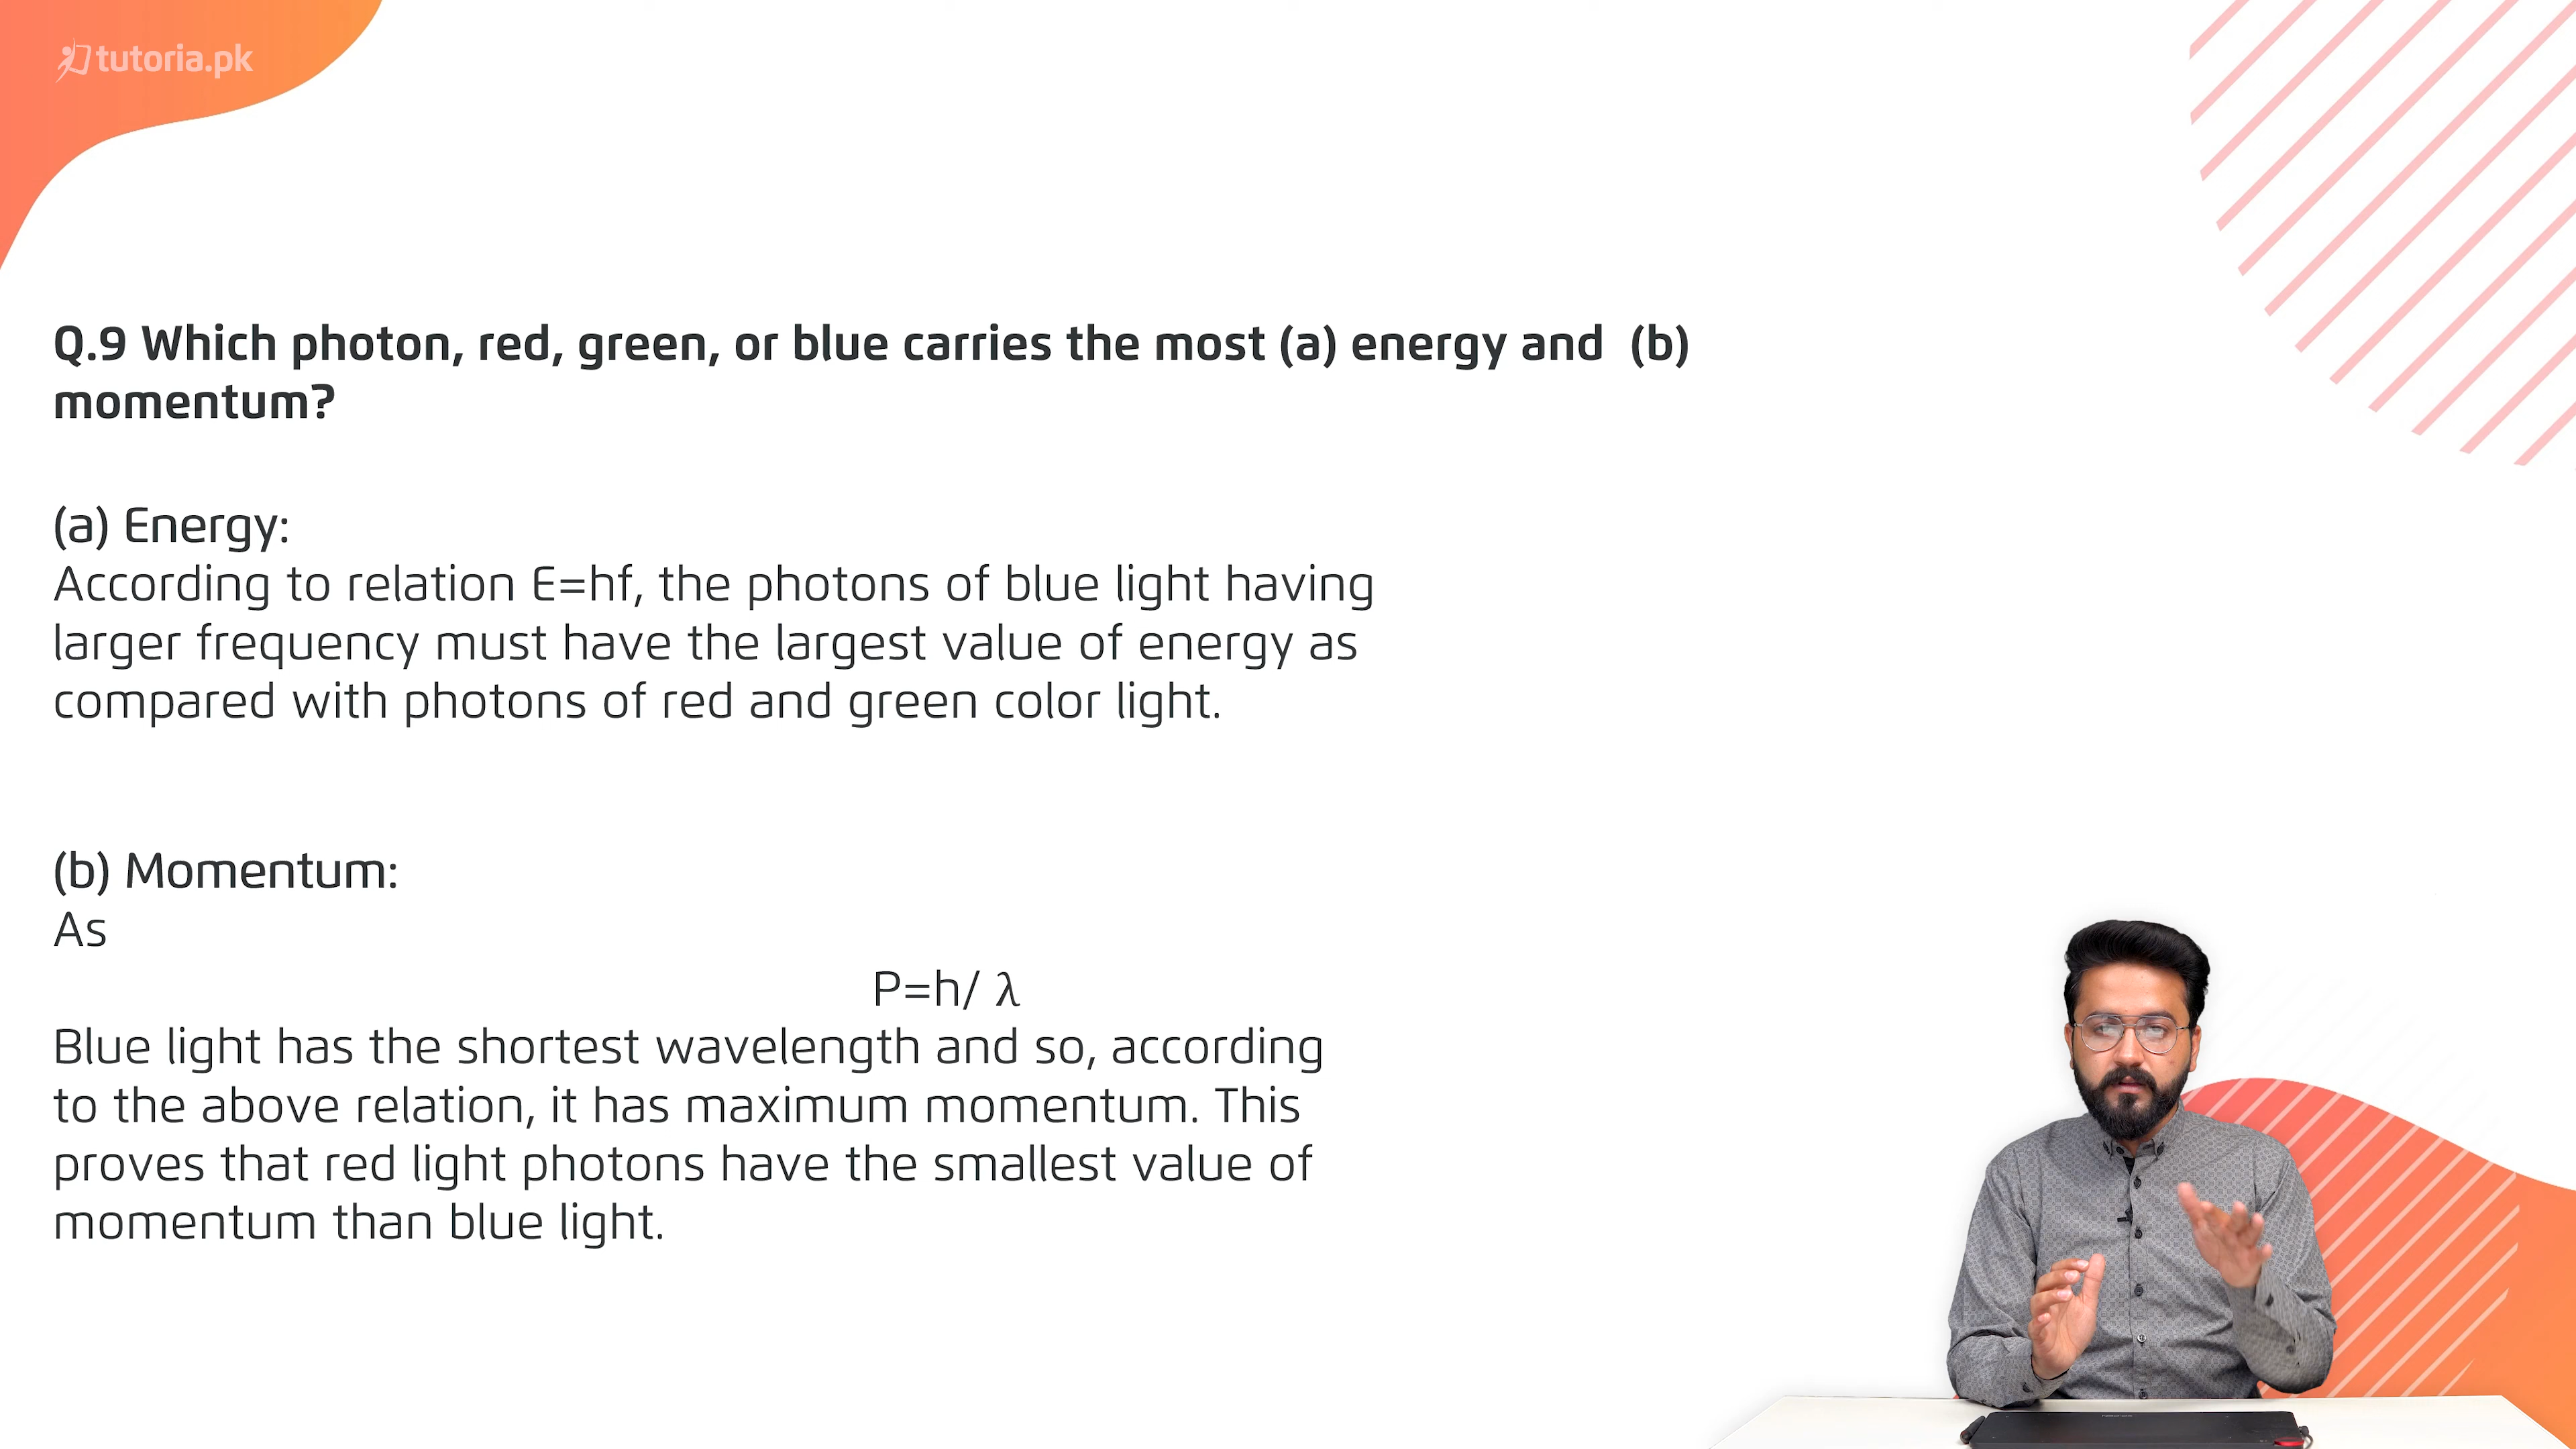 tutoria.pk
Q.9 Which photon, red, green, or blue carries the most (a) energy and  (b)
momentum?
(a) Energy:
According to relation E=hf, the photons of blue light having
larger frequency must have the largest value of energy as
compared with photons of red and green color light.
(b) Momentum:
As
P=h/ λ
Blue light has the shortest wavelength and so, according
to the above relation, it has maximum momentum. This
proves that red light photons have the smallest value of
momentum than blue light.